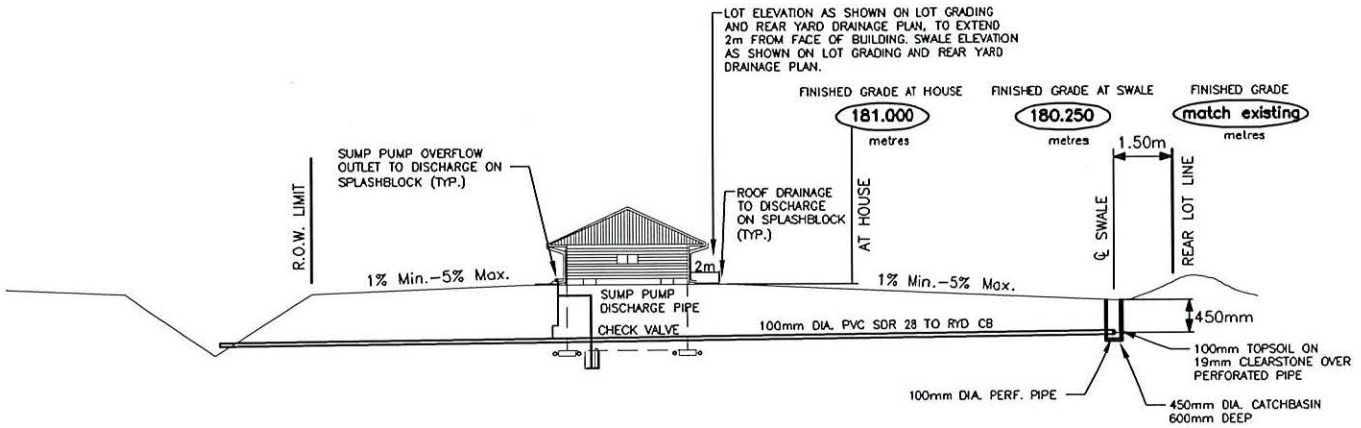 LOT ELEVATION AS SHOWN ON LOT GRADING
AND REAR YARD DRAINAGE PLAN, TO EXTEND
2m FROM FACE OF BUILDING. SWALE ELEVATION
AS SHOWN ON LOT GRADING AND REAR YARD
DRAINAGE PLAN.
FINISHED GRADE AT HOUSE
181.000
metres
FINISHED GRADE AT SWALE
180.250
metres
FINISHED GRADE
match existing
metres
1.50m
SUMP PUMP OVERFLOW
OUTLET TO DISCHARGE ON
SPLASHBLOCK (TYP.)
R.O.W. LIMIT
ROOF DRAINAGE
TO DISCHARGE
ON SPLASHBLOCK
(TYP.)
AT HOUSE
℄ SWALE
REAR LOT LINE
1% Min.-5% Max.
2m
1% Min.-5% Max.
SUMP PUMP
DISCHARGE PIPE
CHECK VALVE
100mm DIA. PVC SDR 28 TO RYD CB
450mm
100mm TOPSOIL ON
19mm CLEARSTONE OVER
PERFORATED PIPE
100mm DIA. PERF. PIPE
450mm DIA. CATCHBASIN
600mm DEEP